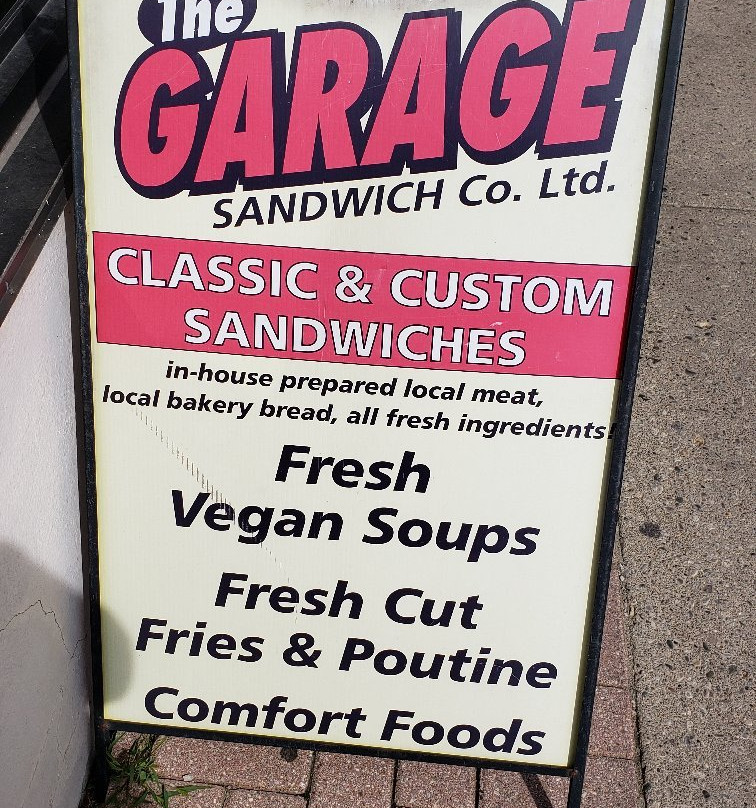 The
GARAGE
SANDWICH Co. Ltd.
CLASSIC & CUSTOM
SANDWICHES
in-house prepared local meat,
local bakery bread, all fresh ingredients!
Fresh
Vegan Soups
Fresh Cut
Fries & Poutine
Comfort Foods